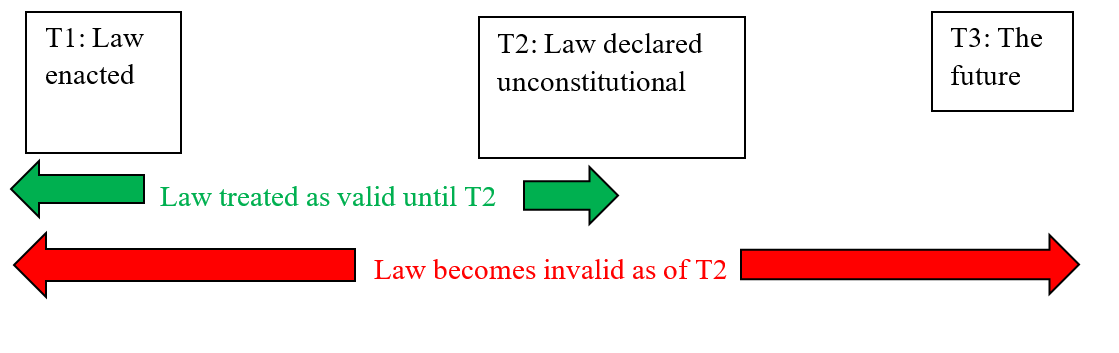 T1: Law
enacted
T2: Law declared
unconstitutional
T3: The
future
Law treated as valid until T2
Law becomes invalid as of T2